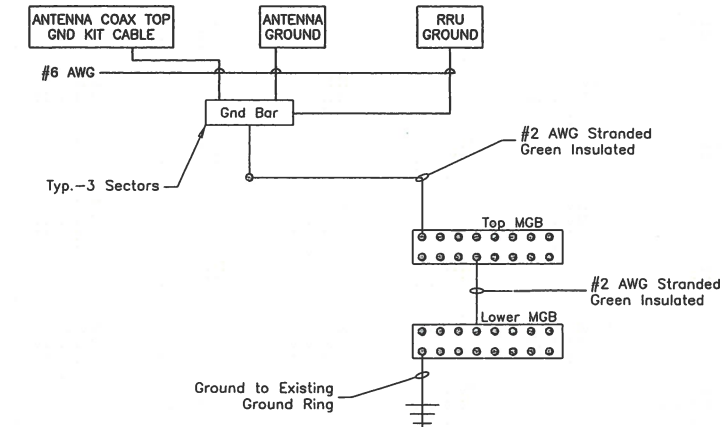 ANTENNA COAX TOP
GND KIT CABLE
ANTENNA
GROUND
RRU
GROUND
#6 AWG
Gnd Bar
#2 AWG Stranded
Green Insulated
Typ.-3 Sectors
Top MGB
#2 AWG Stranded
Green Insulated
Lower MGB
Ground to Existing
Ground Ring